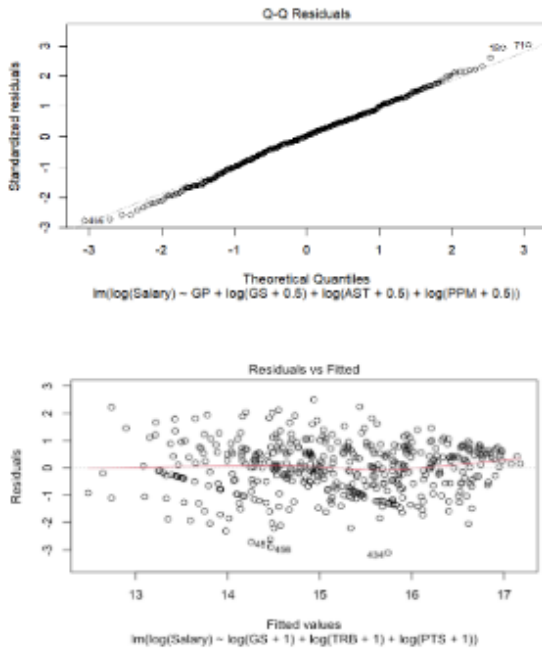 Q-Q Residuals
Standardized residuals
3
2
1
0
-1
-2
-3
710
-3 -2 -1 0 1 2 3
Theoretical Quantiles
lm(log(Salary) ~ GP + log(GS + 0.5) + log(AST + 0.5) + log(PPM + 0.5))
Residuals vs Fitted
Residuals
3
2
1
0
-1
-2
-3
434
13 14 15 16 17
Fitted values
lm(log(Salary) ~ log(GS + 1) + log(TRB + 1) + log(PTS + 1))